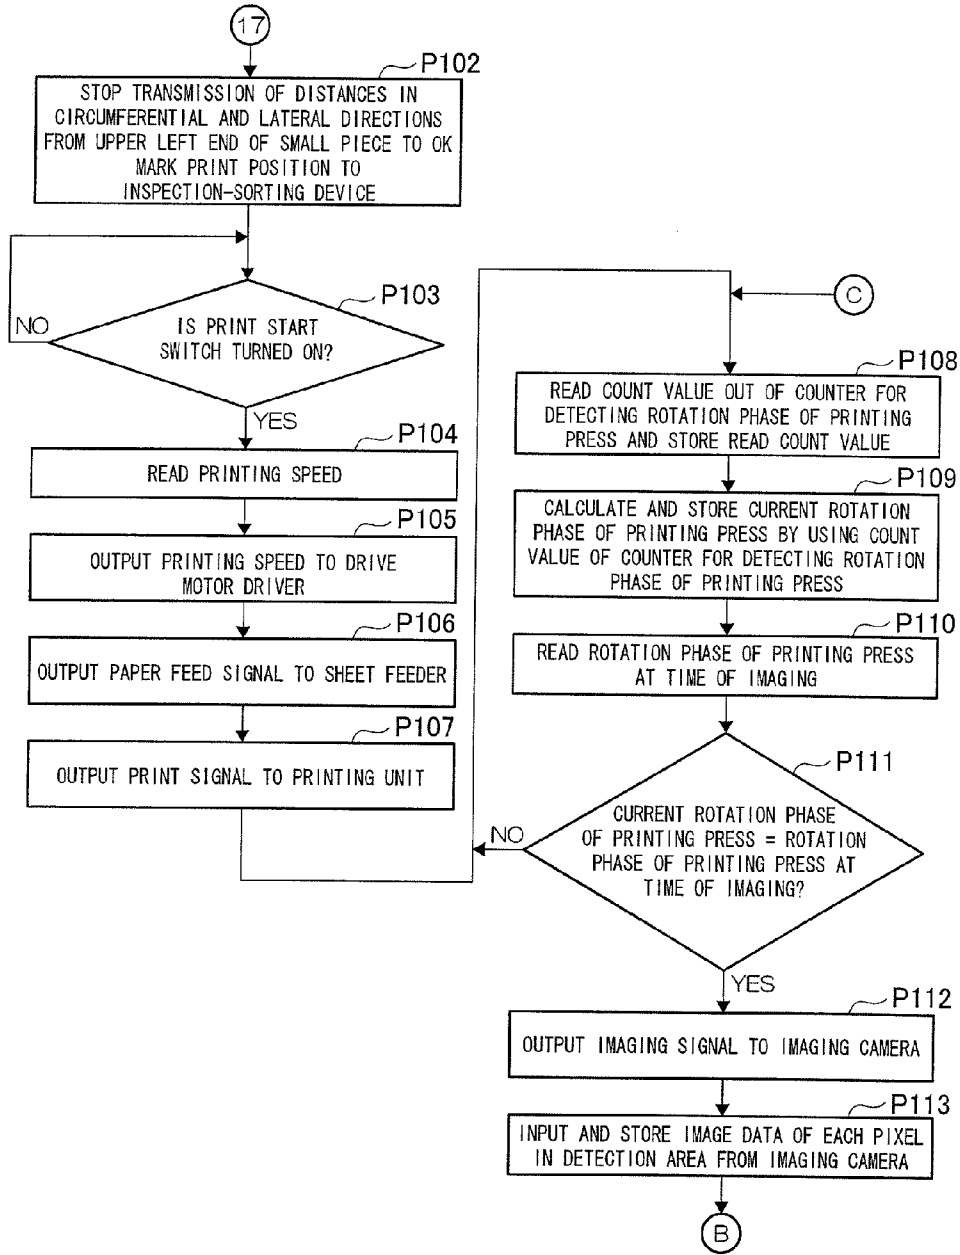 17
P102
STOP TRANSMISSION OF DISTANCES IN
CIRCUMFERENTIAL AND LATERAL DIRECTIONS
FROM UPPER LEFT END OF SMALL PIECE TO OK
MARK PRINT POSITION TO
INSPECTION-SORTING DEVICE
P103
IS PRINT START
SWITCH TURNED ON?
NO
YES
P104
READ PRINTING SPEED
P105
OUTPUT PRINTING SPEED TO DRIVE
MOTOR DRIVER
P106
OUTPUT PAPER FEED SIGNAL TO SHEET FEEDER
P107
OUTPUT PRINT SIGNAL TO PRINTING UNIT
C
P108
READ COUNT VALUE OUT OF COUNTER FOR
DETECTING ROTATION PHASE OF PRINTING
PRESS AND STORE READ COUNT VALUE
P109
CALCULATE AND STORE CURRENT ROTATION
PHASE OF PRINTING PRESS BY USING COUNT
VALUE OF COUNTER FOR DETECTING ROTATION
PHASE OF PRINTING PRESS
P110
READ ROTATION PHASE OF PRINTING PRESS
AT TIME OF IMAGING
P111
CURRENT ROTATION PHASE
OF PRINTING PRESS = ROTATION
PHASE OF PRINTING PRESS AT
TIME OF IMAGING?
NO
YES
P112
OUTPUT IMAGING SIGNAL TO IMAGING CAMERA
P113
INPUT AND STORE IMAGE DATA OF EACH PIXEL
IN DETECTION AREA FROM IMAGING CAMERA
B